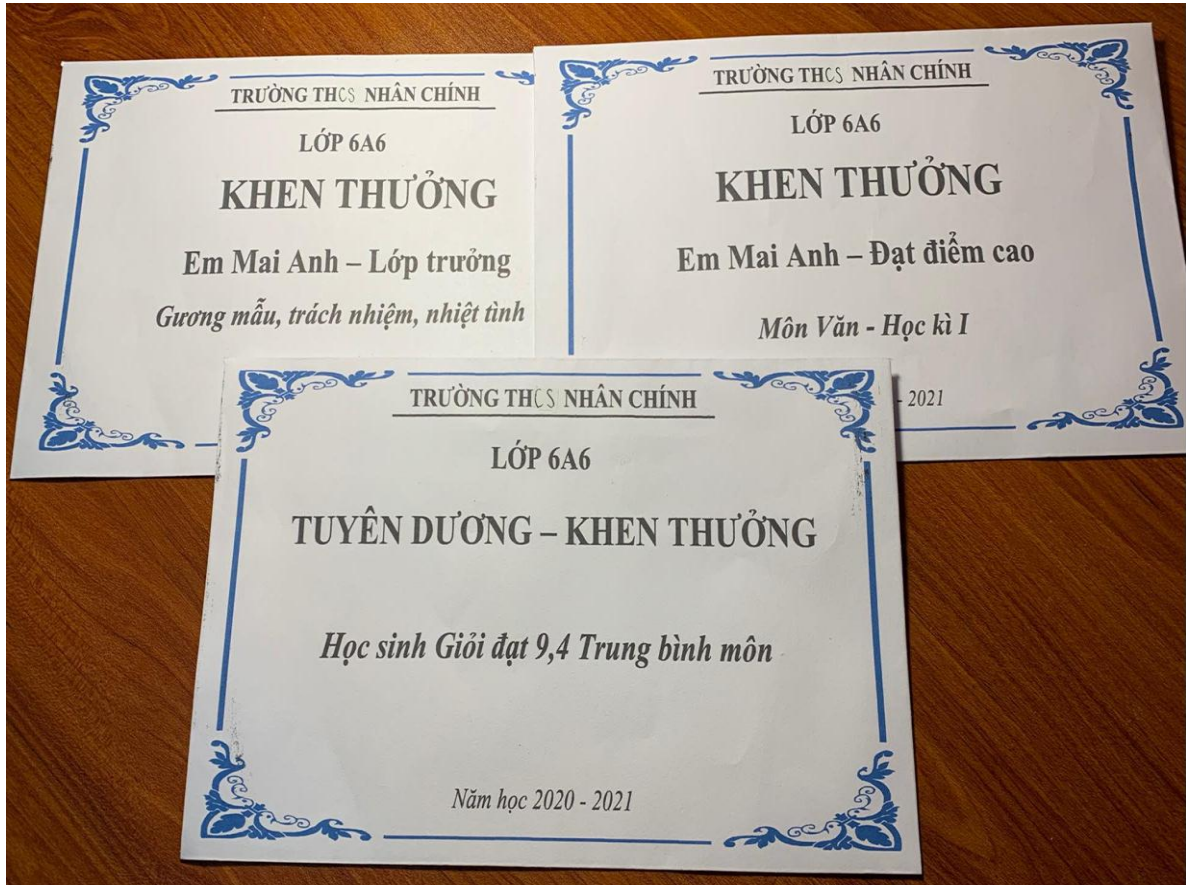 TRƯỜNG THCS NHÂN CHÍNH
LỚP 6A6
KHEN THƯỞNG
Em Mai Anh – Lớp trưởng
Gương mẫu, trách nhiệm, nhiệt tình
TRƯỜNG THCS NHÂN CHÍNH
LỚP 6A6
KHEN THƯỞNG
Em Mai Anh – Đạt điểm cao
Môn Văn - Học kì I
- 2021
TRƯỜNG THCS NHÂN CHÍNH
LỚP 6A6
TUYÊN DƯƠNG – KHEN THƯỞNG
Học sinh Giỏi đạt 9,4 Trung bình môn
Năm học 2020 - 2021